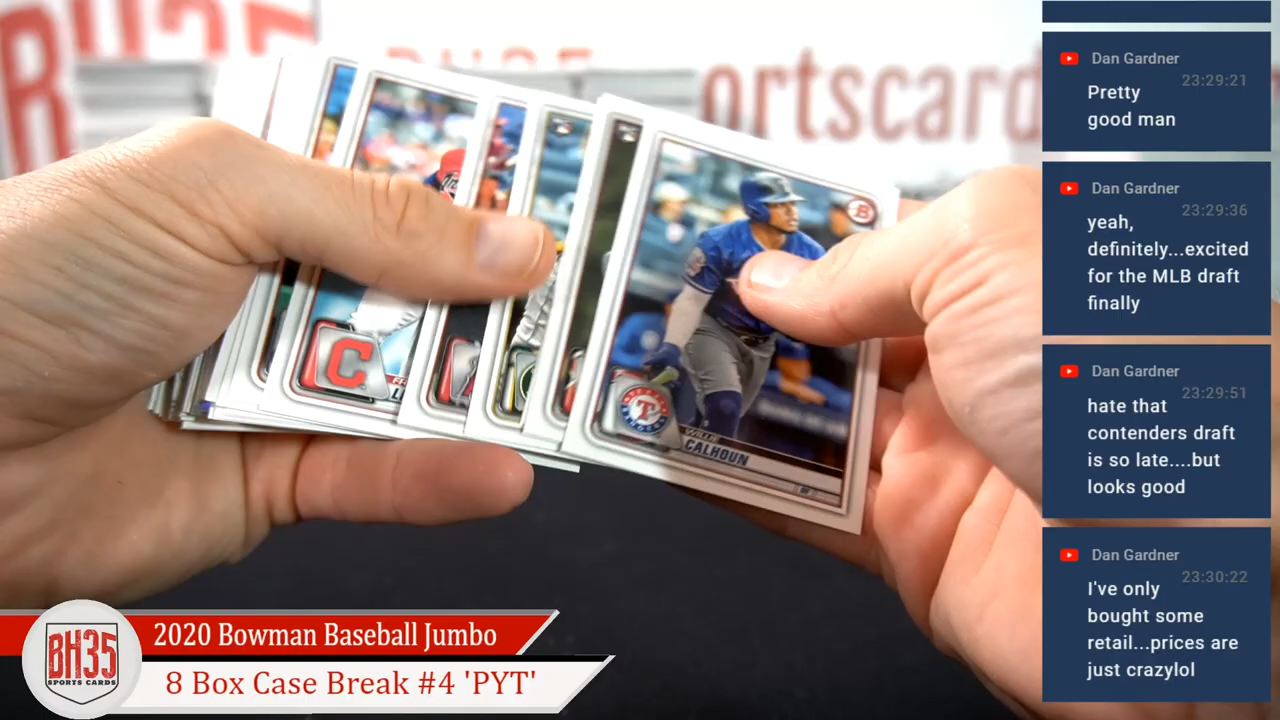 ortscard
B
C
WILLIE
CALHOUN
Dan Gardner
23:29:21
Pretty
good man
Dan Gardner
23:29:36
yeah,
definitely...excited
for the MLB draft
finally
Dan Gardner
23:29:51
hate that
contenders draft
is so late....but
looks good
Dan Gardner
23:30:22
I've only
bought some
retail...prices are
just crazylol
BH35
SPORTS CARDS
2020 Bowman Baseball Jumbo
8 Box Case Break #4 'PYT'